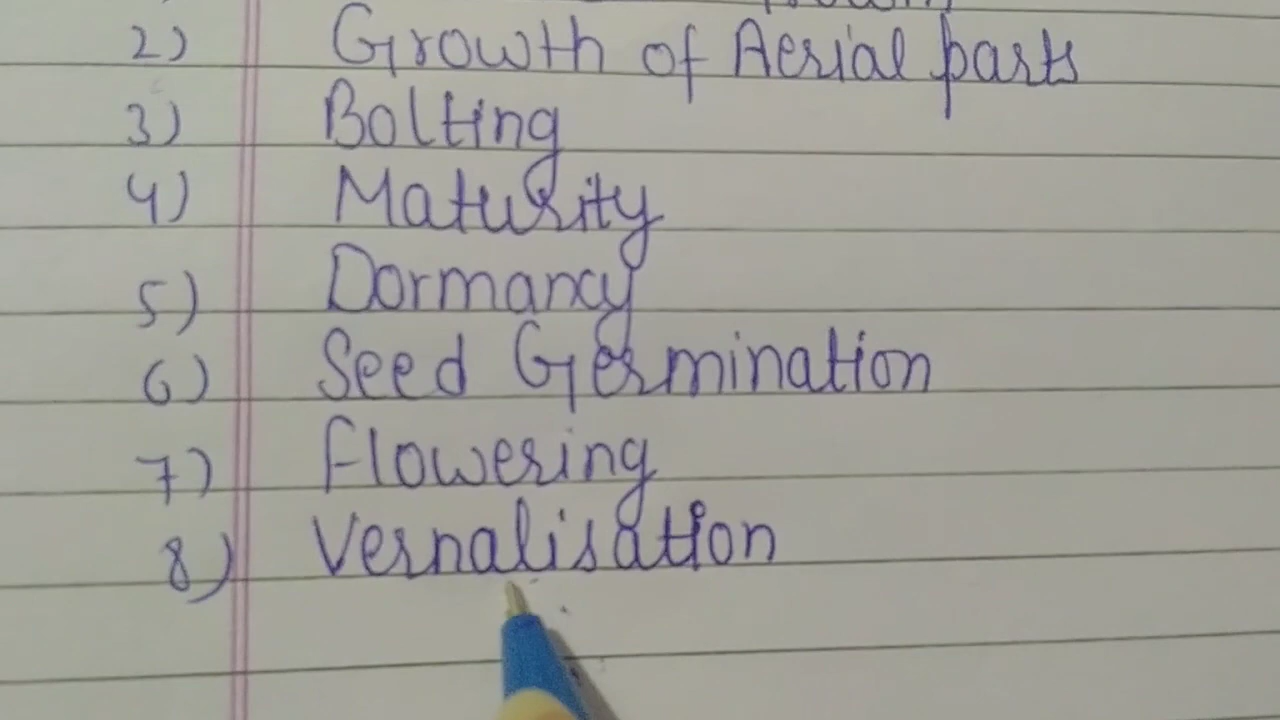 2) Growth of Aerial parts
3) Bolting
4) Maturity
5) Dormancy
6) Seed Germination
7) Flowering
8) Vernalisation